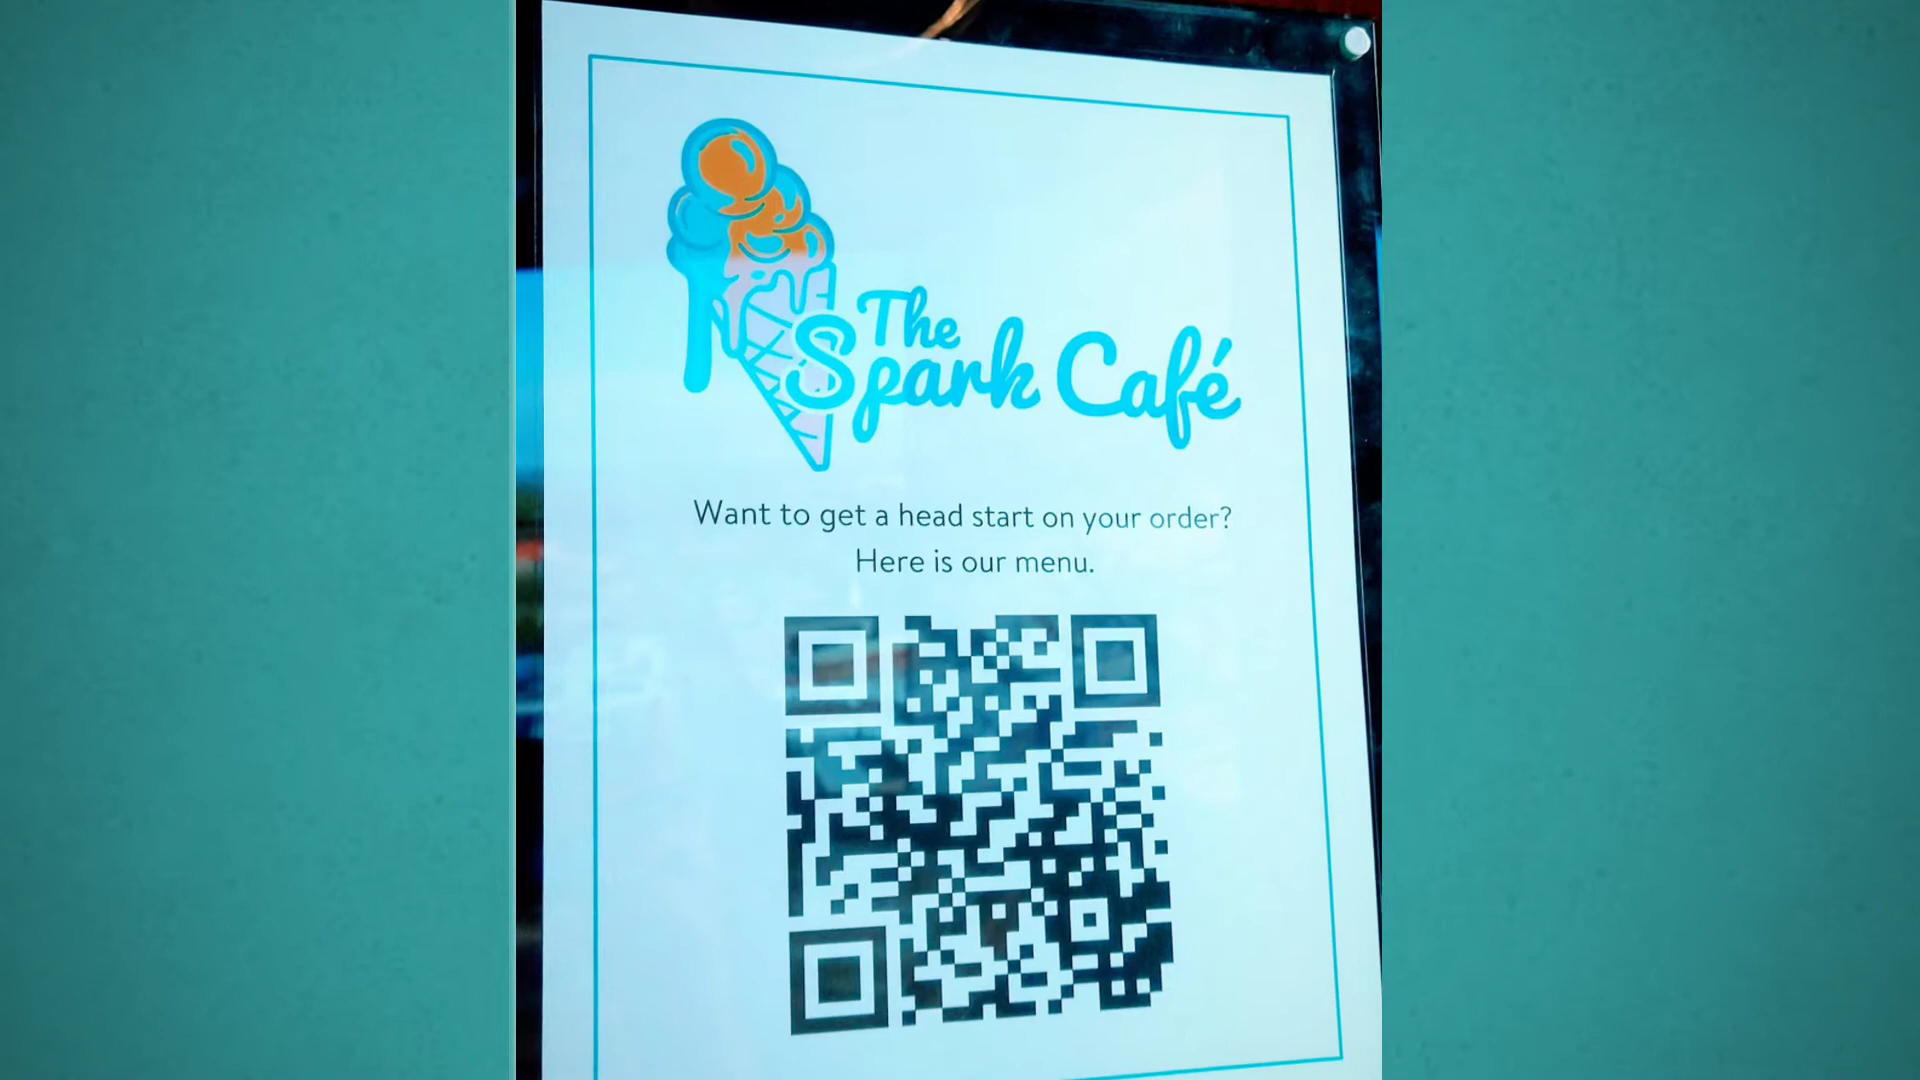 The
Spark Café
Want to get a head start on your order?
Here is our menu.